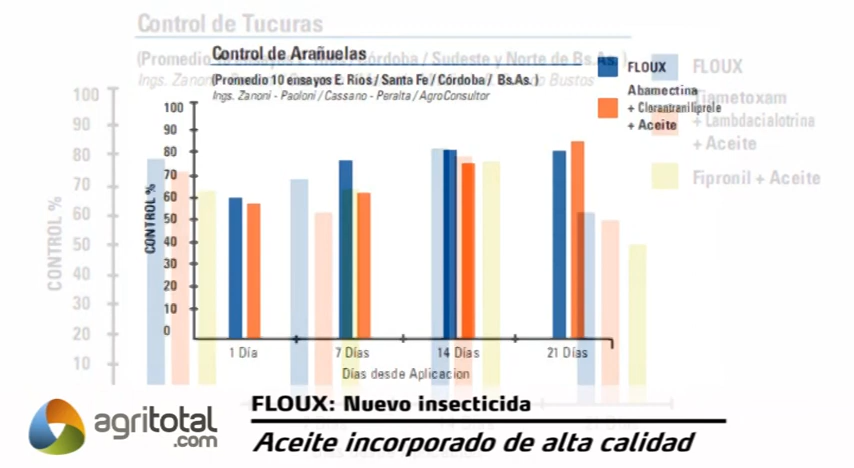 Control de Tucuras
Control de Arañuelas
(Promedio 10 ensayos E. Rios / Santa Fe / Córdoba / Bs.As. )
Ings. Zanoni - Paoloni / Cassano - Peralta / AgroConsultor
FLOUX
Abamectina
+ Clorantraniliprole
+ Aceite
FLOUX
Tiametoxam
+ Lambdacialotrina
+ Aceite
Fipronil + Aceite
CONTROL %
100
90
80
70
60
50
40
30
20
10
CONTROL %
100
90
80
70
60
50
40
30
20
10
0
1 Día
7 Días
14 Días
21 Días
Días desde Aplicacion
agritotal
.com
FLOUX: Nuevo insecticida
Aceite incorporado de alta calidad